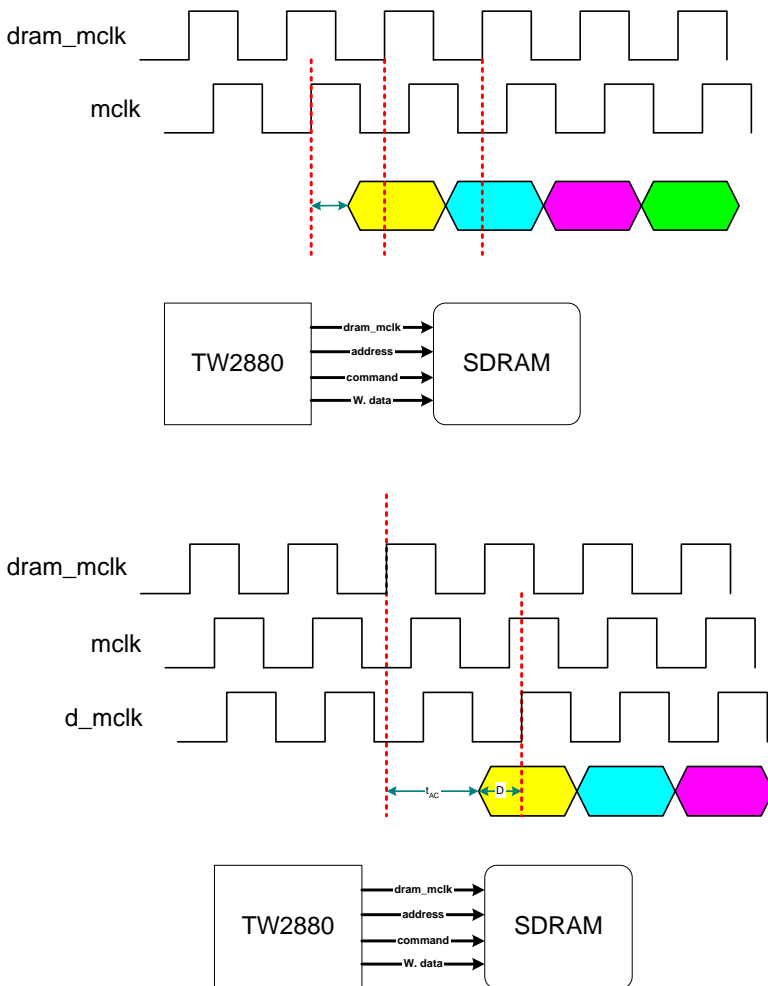 dram_mclk
mclk
TW2880
dram_mclk
address
command
W. data
SDRAM
dram_mclk
mclk
d_mclk
tAC
D
TW2880
dram_mclk
address
command
W. data
SDRAM